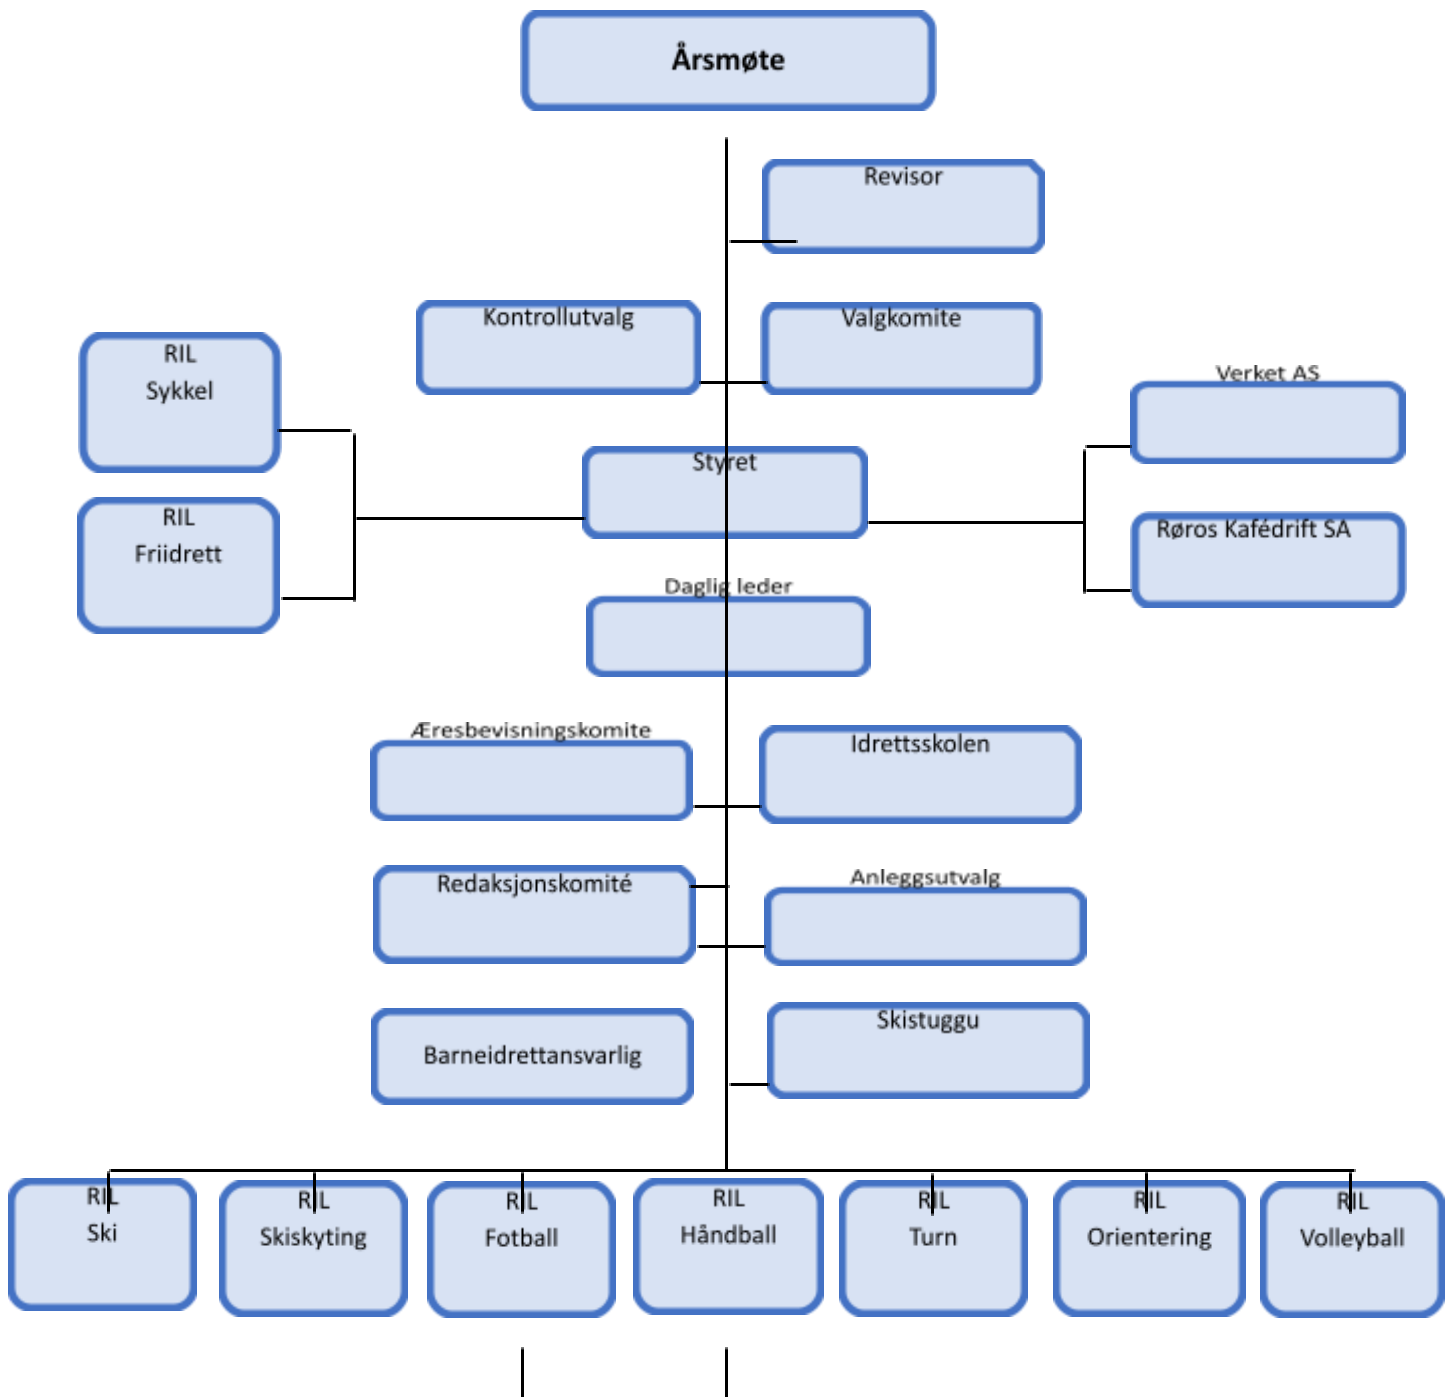 Årsmøte
Revisor
Kontrollutvalg
Valgkomite
RIL
Sykkel
Verket AS
Styret
RIL
Friidrett
Røros Kafédrift SA
Daglig leder
Æresbevisningskomite
Idrettsskolen
Redaksjonskomité
Anleggsutvalg
Barneidrettansvarlig
Skistuggu
RIL
Ski
RIL
Skiskyting
RIL
Fotball
RIL
Håndball
RIL
Turn
RIL
Orientering
RIL
Volleyball